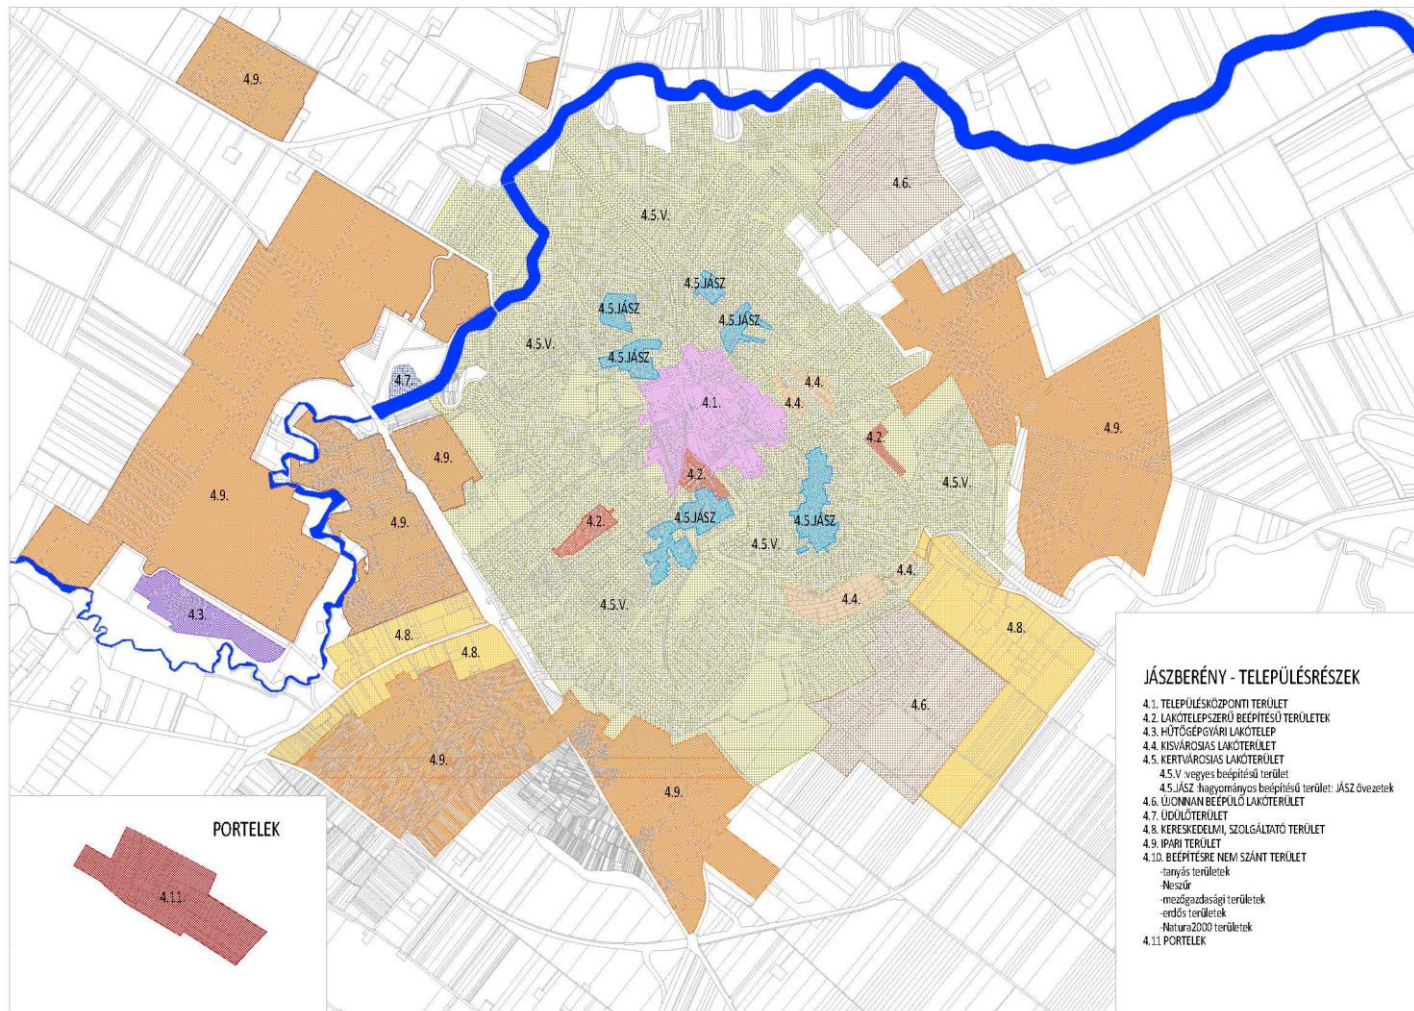 4.9.
4.6.
4.5.V.
4.5.JÁSZ
4.5.JÁSZ
4.5.JÁSZ
4.5.V.
4.5.JÁSZ
4.7.
4.4.
4.1.
4.4.
4.9.
4.2.
4.9.
4.2.
4.5.V.
4.9.
4.9.
4.2.
4.5.JÁSZ
4.5.JÁSZ
4.5.V.
4.4.
4.4.
4.5.V.
4.3.
4.8.
4.8.
4.8.
4.6.
4.9.
4.9.
PORTELEK
4.11.
JÁSZBERÉNY - TELEPÜLÉSRÉSZEK
4.1. TELEPÜLÉSKÖZPONTI TERÜLET
4.2. LAKÓTELEPSZERŰ BEÉPÍTÉSŰ TERÜLETEK
4.3. HŰTŐGÉPGYÁRI LAKÓTELEP
4.4. KISVÁROSIAS LAKÓTERÜLET
4.5. KERTVÁROSIAS LAKÓTERÜLET
4.5.V :vegyes beépítésű terület
4.5.JÁSZ :hagyományos beépítésű terület: JÁSZ övezetek
4.6. ÚJONNAN BEÉPÜLŐ LAKÓTERÜLET
4.7. ÜDÜLŐTERÜLET
4.8. KERESKEDELMI, SZOLGÁLTATÓ TERÜLET
4.9. IPARI TERÜLET
4.10. BEÉPÍTÉSRE NEM SZÁNT TERÜLET
-tanyás területek
-Neszűr
-mezőgazdasági területek
-erdős területek
-Natura2000 területek
4.11 PORTELEK